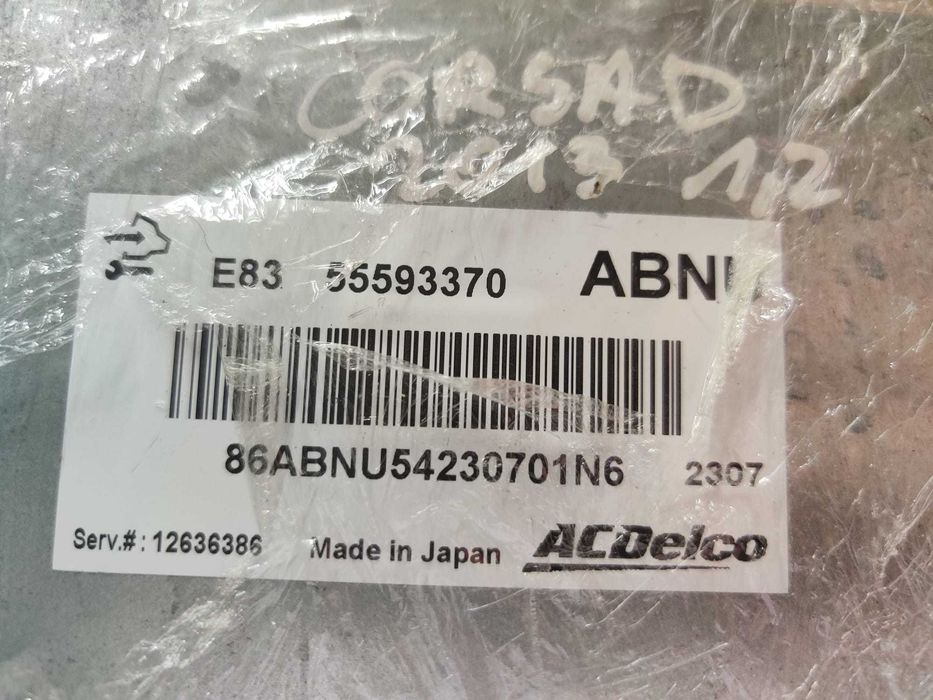 CORSA D
2013 1,2
E83 55593370 ABNU
86ABNU54230701N6 2307
Serv.#: 12636386 Made in Japan ACDelco